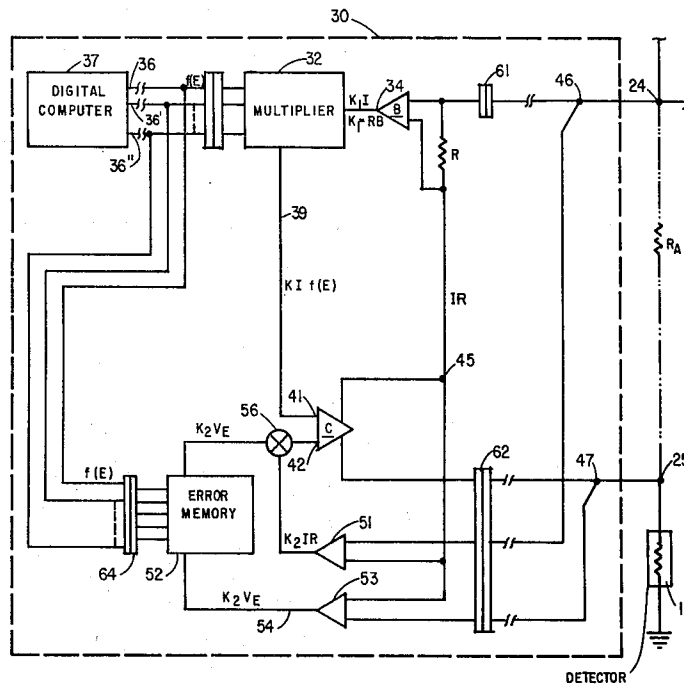 30
37
36
f(E)
32
61
46
24
DIGITAL
COMPUTER
36'
MULTIPLIER
34
K₁I
K₁=RB
B
R
36"
39
RA
IR
KI f(E)
45
41
56
C
62
K₂VE
42
47
25
f(E)
ERROR
MEMORY
51
K₂IR
53
64
52
K₂VE
54
1
DETECTOR